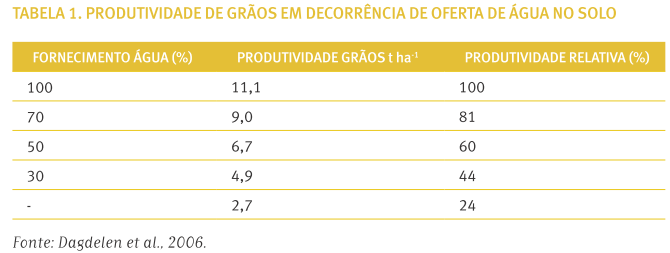 TABELA 1. PRODUTIVIDADE DE GRÃOS EM DECORRÊNCIA DE OFERTA DE ÁGUA NO SOLO
FORNECIMENTO ÁGUA (%) PRODUTIVIDADE GRÃOS t ha⁻¹ PRODUTIVIDADE RELATIVA (%)
100 11,1 100
70 9,0 81
50 6,7 60
30 4,9 44
- 2,7 24
Fonte: Dagdelen et al., 2006.